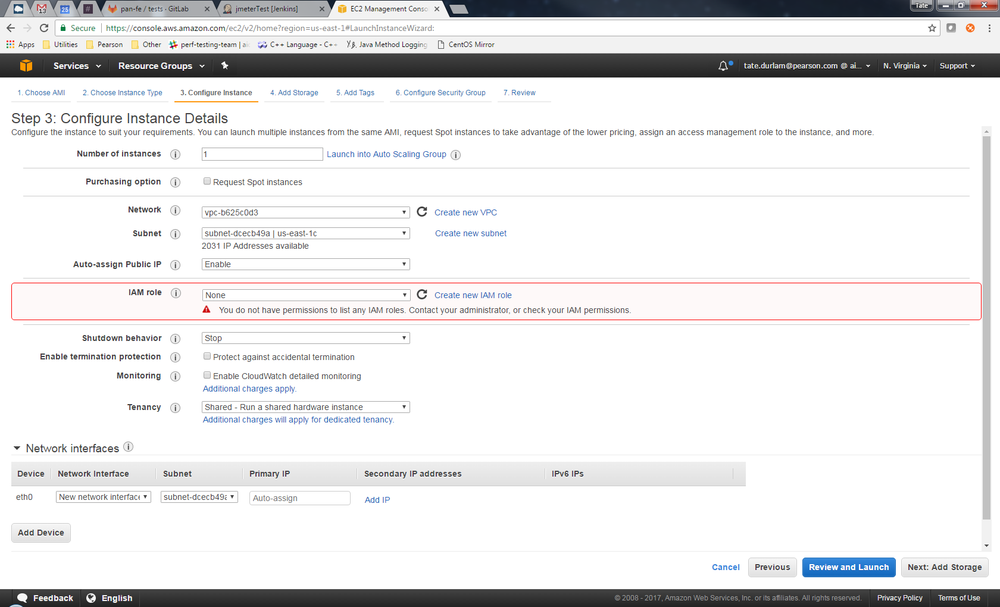 13
25
#
pan-fe / tests · GitLab
jmeterTest [Jenkins]
EC2 Management Conso
Tate
Secure
https://console.aws.amazon.com/ec2/v2/home?region=us-east-1#LaunchInstanceWizard:
Apps
Utilities
Pearson
Other
perf-testing-team | aic
C++ Language - C++
Java Method Logging
CentOS Mirror
Services
Resource Groups
tate.durlam@pearson.com @ ai...
N. Virginia
Support
1. Choose AMI
2. Choose Instance Type
3. Configure Instance
4. Add Storage
5. Add Tags
6. Configure Security Group
7. Review
Step 3: Configure Instance Details
Configure the instance to suit your requirements. You can launch multiple instances from the same AMI, request Spot instances to take advantage of the lower pricing, assign an access management role to the instance, and more.
Number of instances
1
Launch into Auto Scaling Group
Purchasing option
Request Spot instances
Network
vpc-b625c0d3
Create new VPC
Subnet
subnet-dcecb49a | us-east-1c
Create new subnet
2031 IP Addresses available
Auto-assign Public IP
Enable
IAM role
None
Create new IAM role
You do not have permissions to list any IAM roles. Contact your administrator, or check your IAM permissions.
Shutdown behavior
Stop
Enable termination protection
Protect against accidental termination
Monitoring
Enable CloudWatch detailed monitoring
Additional charges apply.
Tenancy
Shared - Run a shared hardware instance
Additional charges will apply for dedicated tenancy.
Network interfaces
Device
Network Interface
Subnet
Primary IP
Secondary IP addresses
IPv6 IPs
eth0
New network interface
subnet-dcecb49a
Auto-assign
Add IP
Add Device
Cancel
Previous
Review and Launch
Next: Add Storage
Feedback
English
© 2008 - 2017, Amazon Web Services, Inc. or its affiliates. All rights reserved.
Privacy Policy
Terms of Use